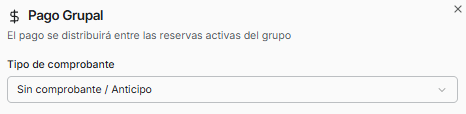 Pago Grupal
El pago se distribuirá entre las reservas activas del grupo
Tipo de comprobante
Sin comprobante / Anticipo